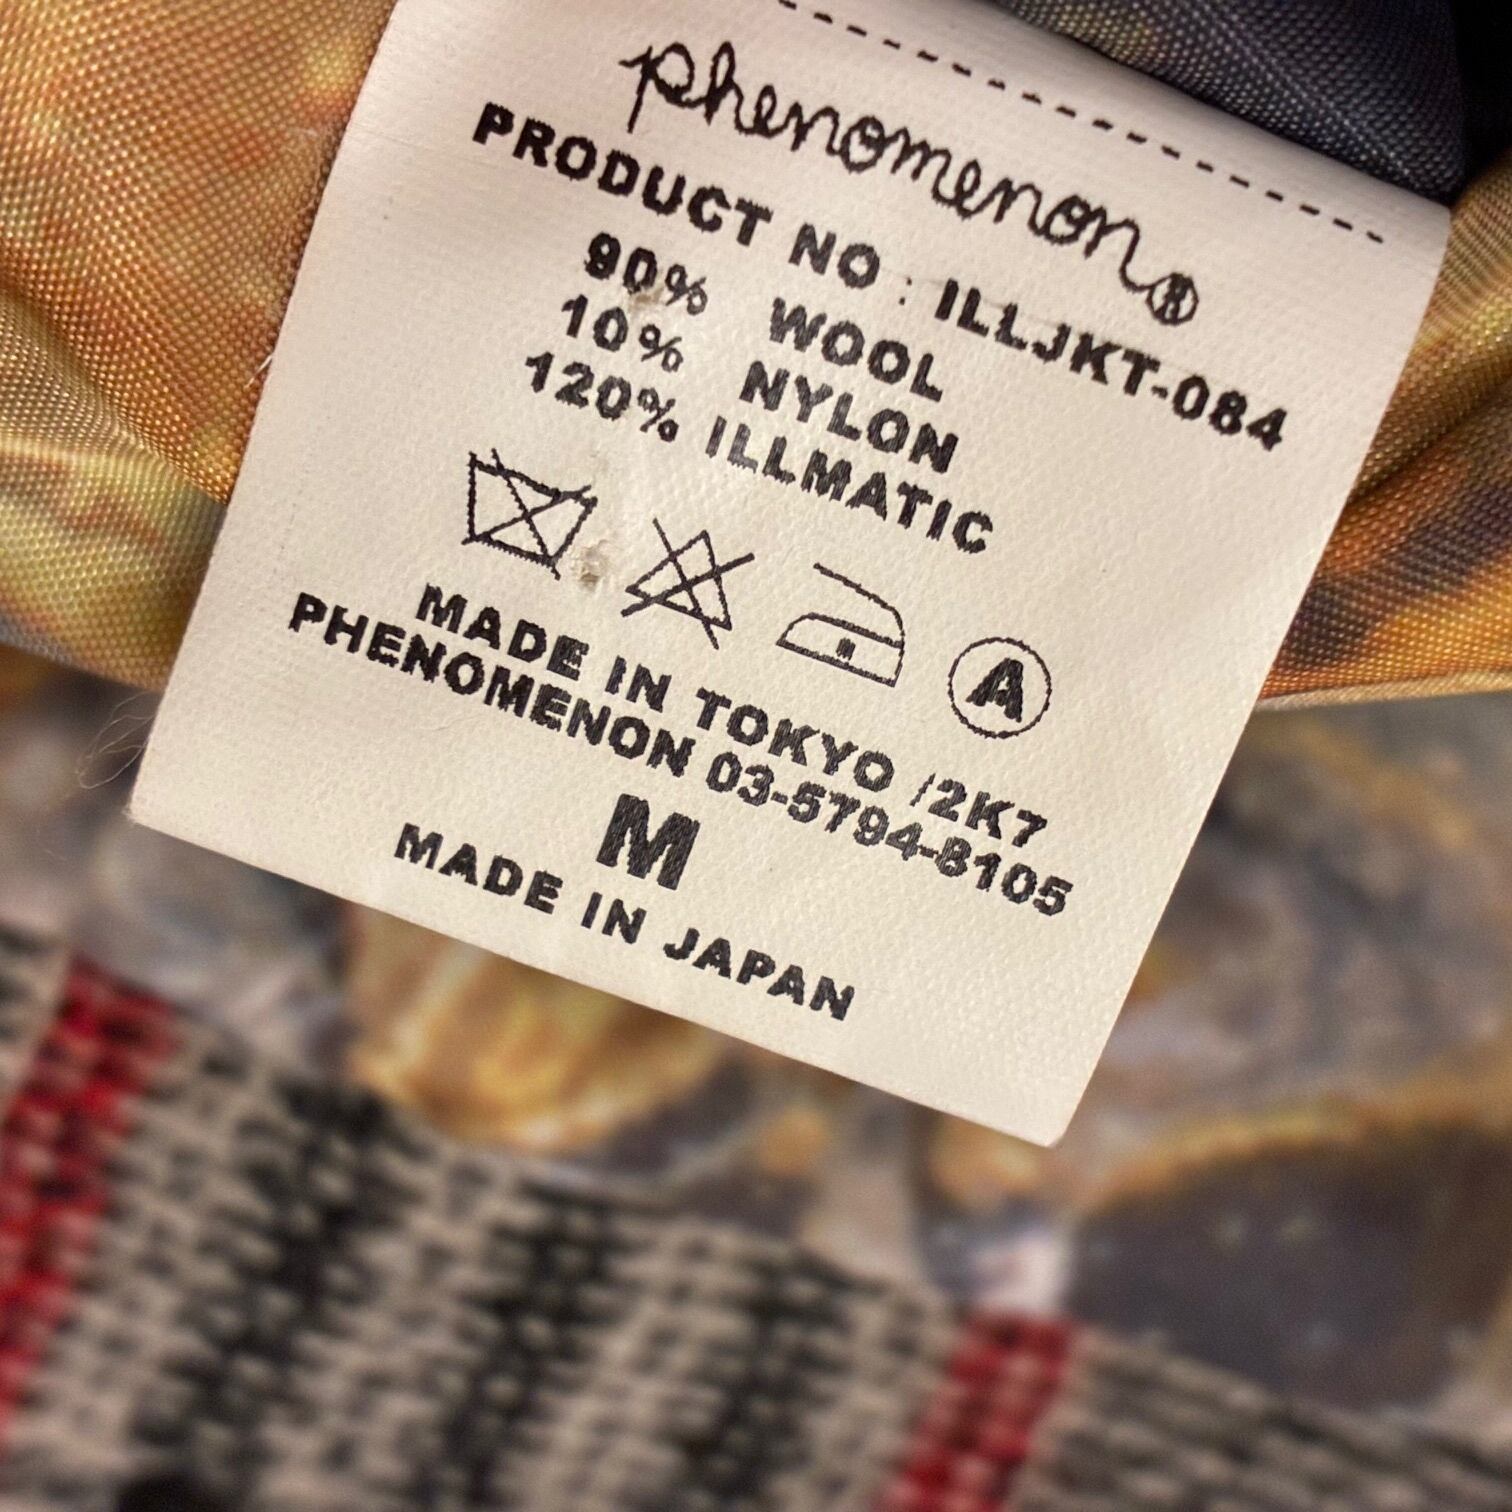 phenomenon®
PRODUCT NO : ILLJKT-084
90% WOOL
10% NYLON
120% ILLMATIC
A
MADE IN TOKYO /2K7
PHENOMENON 03-5794-8105
M
MADE IN JAPAN